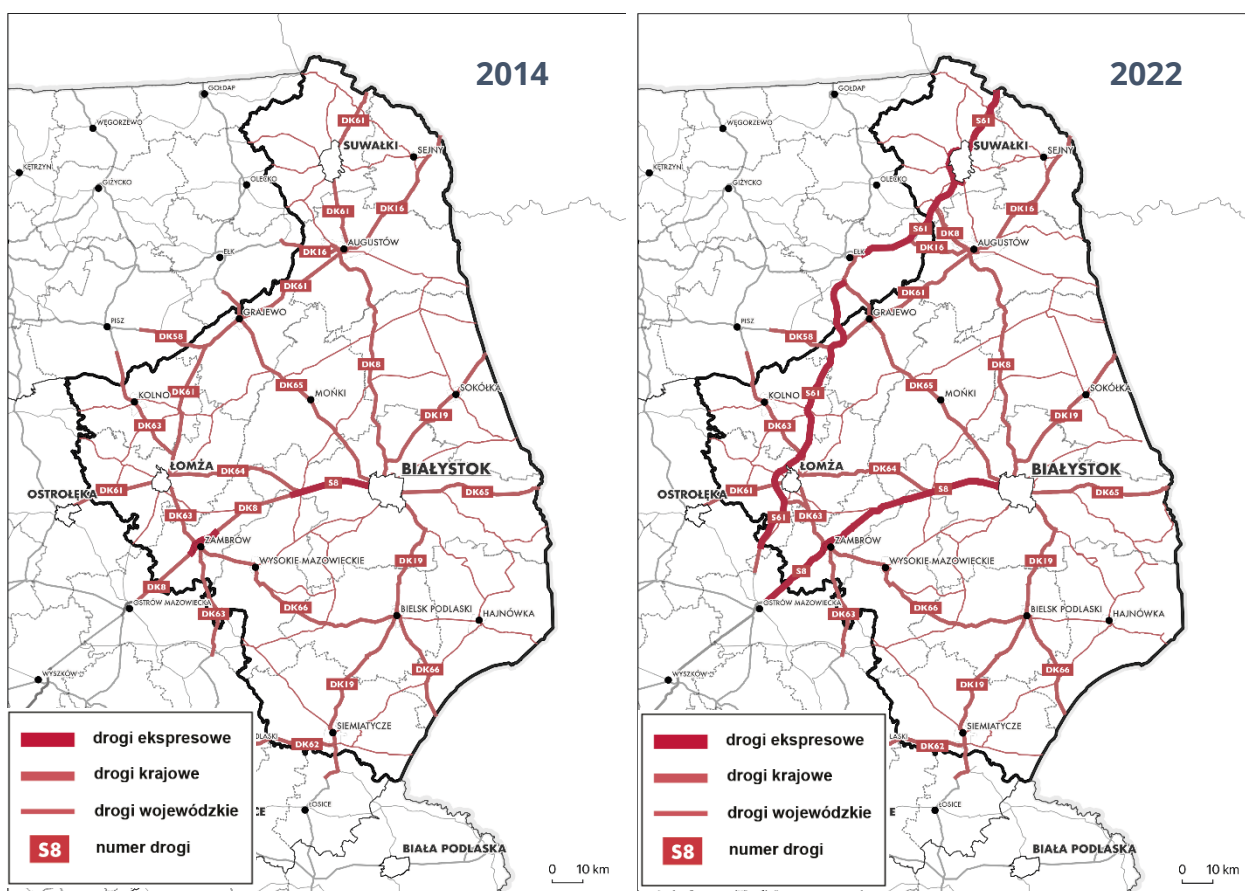 2014
GOŁDAP
WĘGORZEWO
DK61
SUWAŁKI
SEJNY
KĘTRZYN
GIŻYCKO
OLECKO
DK61
DK16
AUGUSTÓW
DK16
EŁK
DK61
GRAJEWO
PISZ
DK58
DK8
DK61
DK65
MOŃKI
SOKÓŁKA
KOLNO
DK63
DK19
ŁOMŻA
DK64
BIAŁYSTOK
OSTROŁĘKA
DK61
S8
DK65
DK8
DK63
ZAMBRÓW
WYSOKIE MAZOWIECKIE
DK19
DK8
OSTRÓW MAZOWIECKA
DK63
DK66
BIELSK PODLASKI
HAJNÓWKA
DK66
WYSZKÓW
DK19
SIEMIATYCZE
DK62
ŁOSICE
BIAŁA PODLASKA
drogi ekspresowe
drogi krajowe
drogi wojewódzkie
S8 numer drogi
0 10 km
2022
GOŁDAP
WĘGORZEWO
S61
SUWAŁKI
SEJNY
KĘTRZYN
GIŻYCKO
OLECKO
DK16
S61
DK8
AUGUSTÓW
DK16
EŁK
DK61
GRAJEWO
PISZ
DK58
DK8
DK65
S61
MOŃKI
SOKÓŁKA
KOLNO
DK63
DK19
ŁOMŻA
DK64
BIAŁYSTOK
OSTROŁĘKA
DK61
S8
DK65
S61
DK63
ZAMBRÓW
WYSOKIE MAZOWIECKIE
DK19
S8
OSTRÓW MAZOWIECKA
DK63
DK66
BIELSK PODLASKI
HAJNÓWKA
DK66
WYSZKÓW
DK19
SIEMIATYCZE
DK62
ŁOSICE
BIAŁA PODLASKA
drogi ekspresowe
drogi krajowe
drogi wojewódzkie
S8 numer drogi
0 10 km